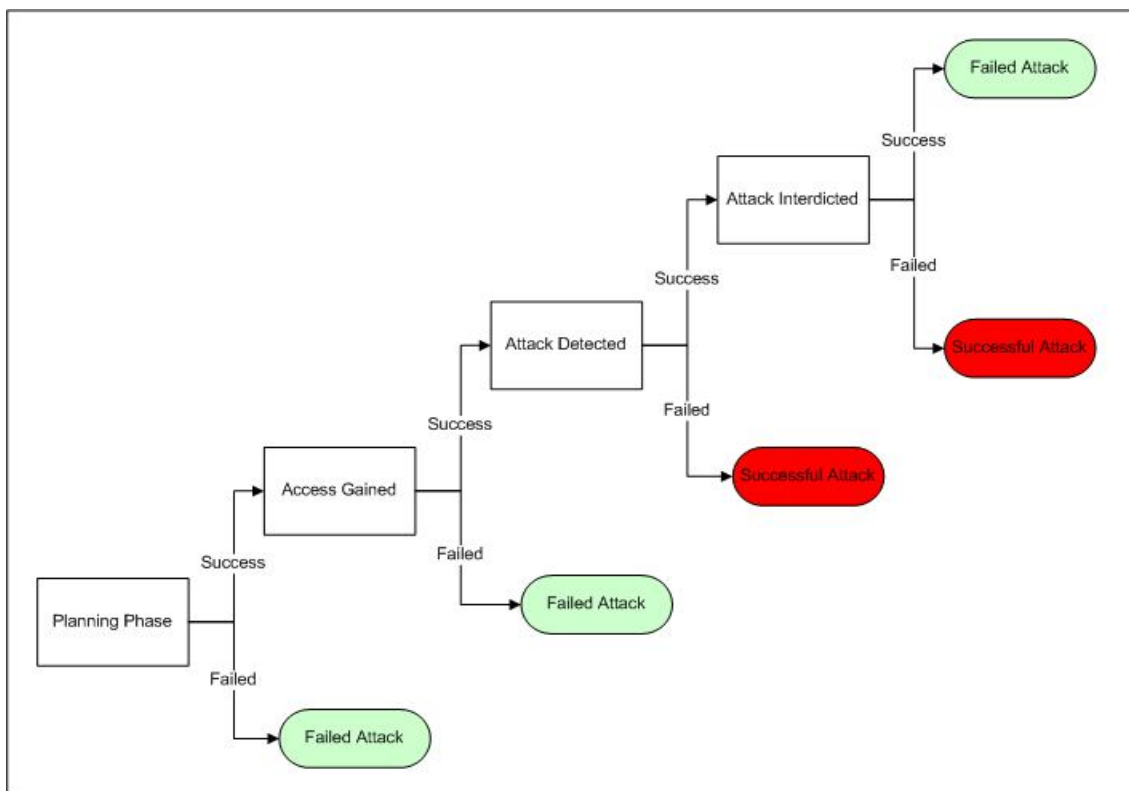 Failed Attack
Success
Attack Interdicted
Failed
Success
Attack Detected
Successful Attack
Failed
Success
Access Gained
Successful Attack
Failed
Success
Failed Attack
Planning Phase
Failed
Failed Attack